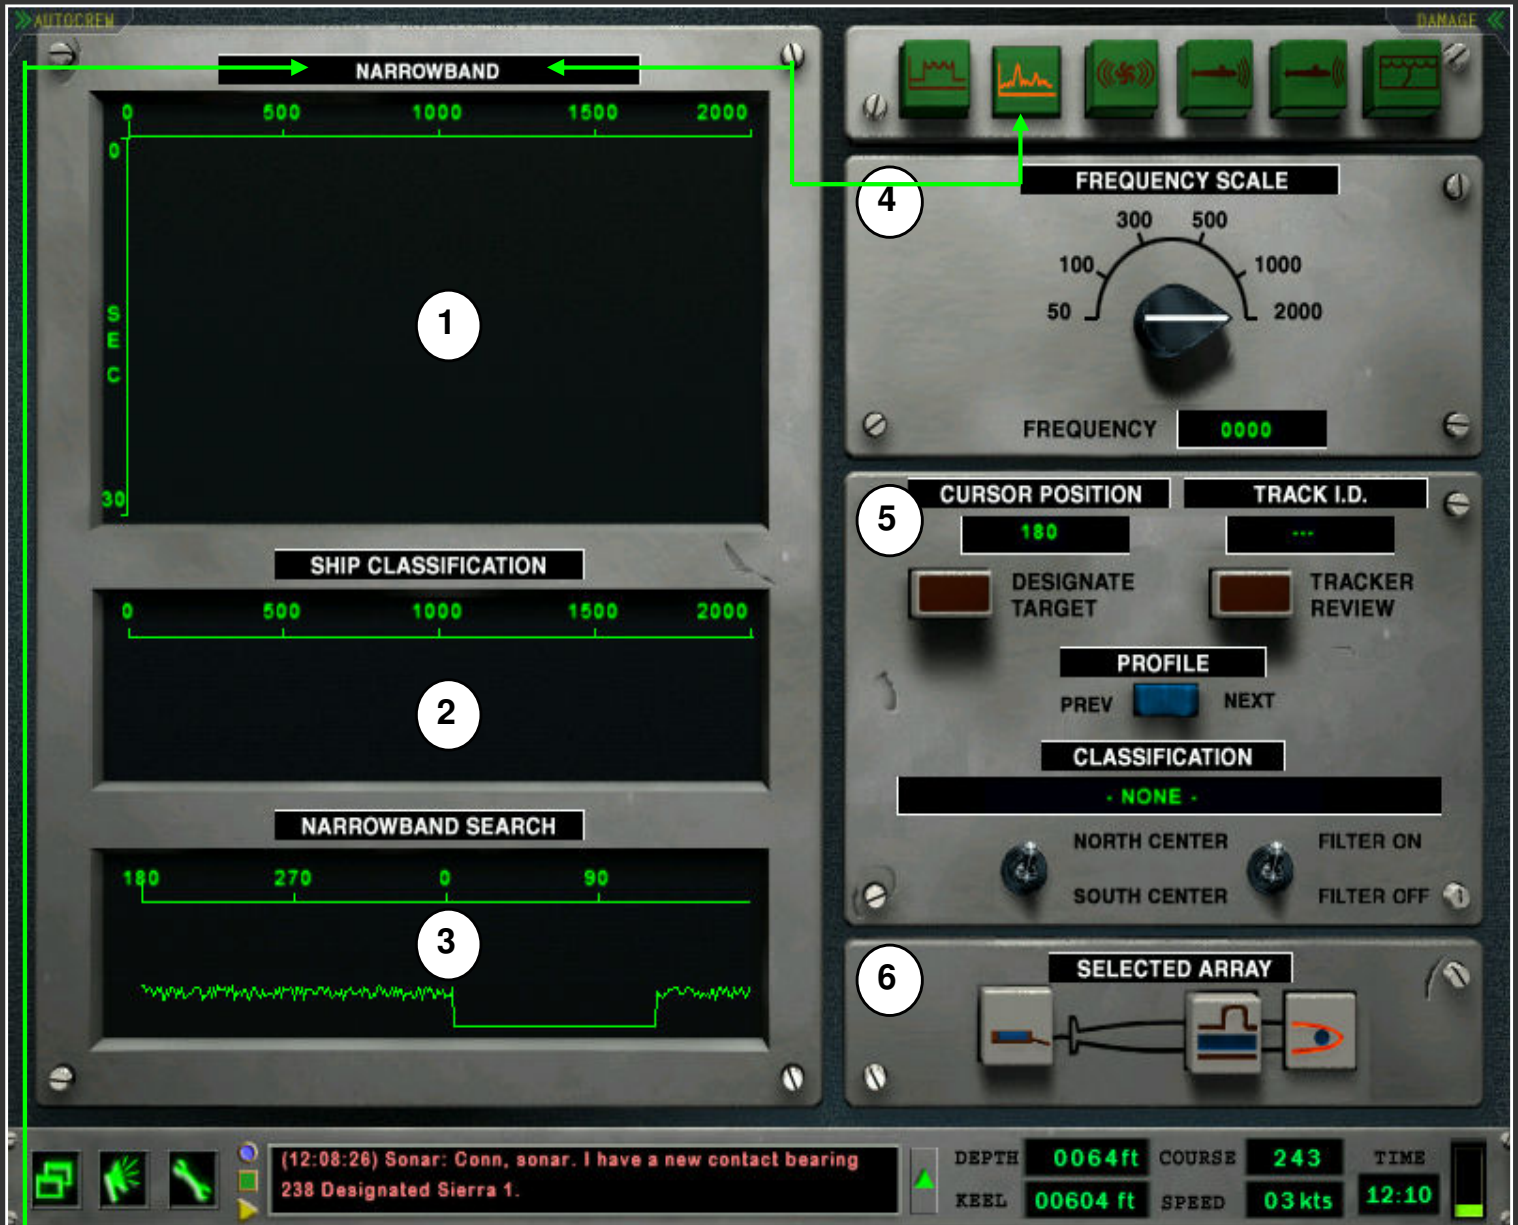 AUTOCREW
DAMAGE
NARROWBAND
0 500 1000 1500 2000
0
SEC
30
1
SHIP CLASSIFICATION
0 500 1000 1500 2000
2
NARROWBAND SEARCH
180 270 0 90
3
4
FREQUENCY SCALE
300 500
100 1000
50 2000
FREQUENCY 0000
5
CURSOR POSITION TRACK I.D.
180 ---
DESIGNATE TARGET
TRACKER REVIEW
PROFILE
PREV NEXT
CLASSIFICATION
- NONE -
NORTH CENTER FILTER ON
SOUTH CENTER FILTER OFF
6
SELECTED ARRAY
(12:08:26) Sonar: Conn, sonar. I have a new contact bearing
238 Designated Sierra 1.
DEPTH 0064ft COURSE 243 TIME
KEEL 00604 ft SPEED 03 kts 12:10